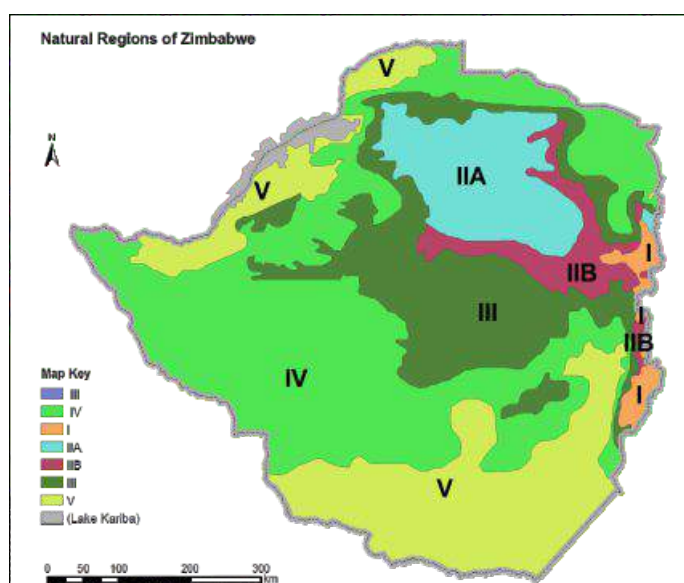 Natural Regions of Zimbabwe
V
N
IIA
V
I
IIB
I
III
IIB
IV
I
V
Map Key
III
IV
I
IIA
IIB
III
V
(Lake Kariba)
0 50 100 200 300
km